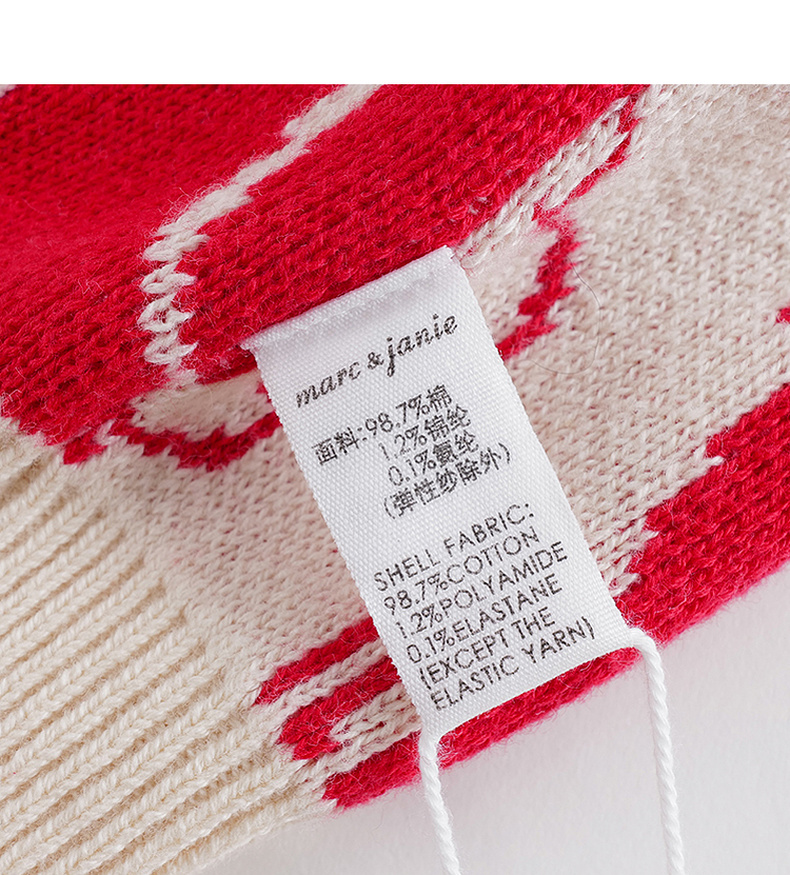 marc & janie
面料:98.7%棉
1.2%锦纶
0.1%氨纶
(弹性纱除外)
SHELL FABRIC:
98.7%COTTON
1.2%POLYAMIDE
0.1%ELASTANE
(EXCEPT THE
ELASTIC YARN)